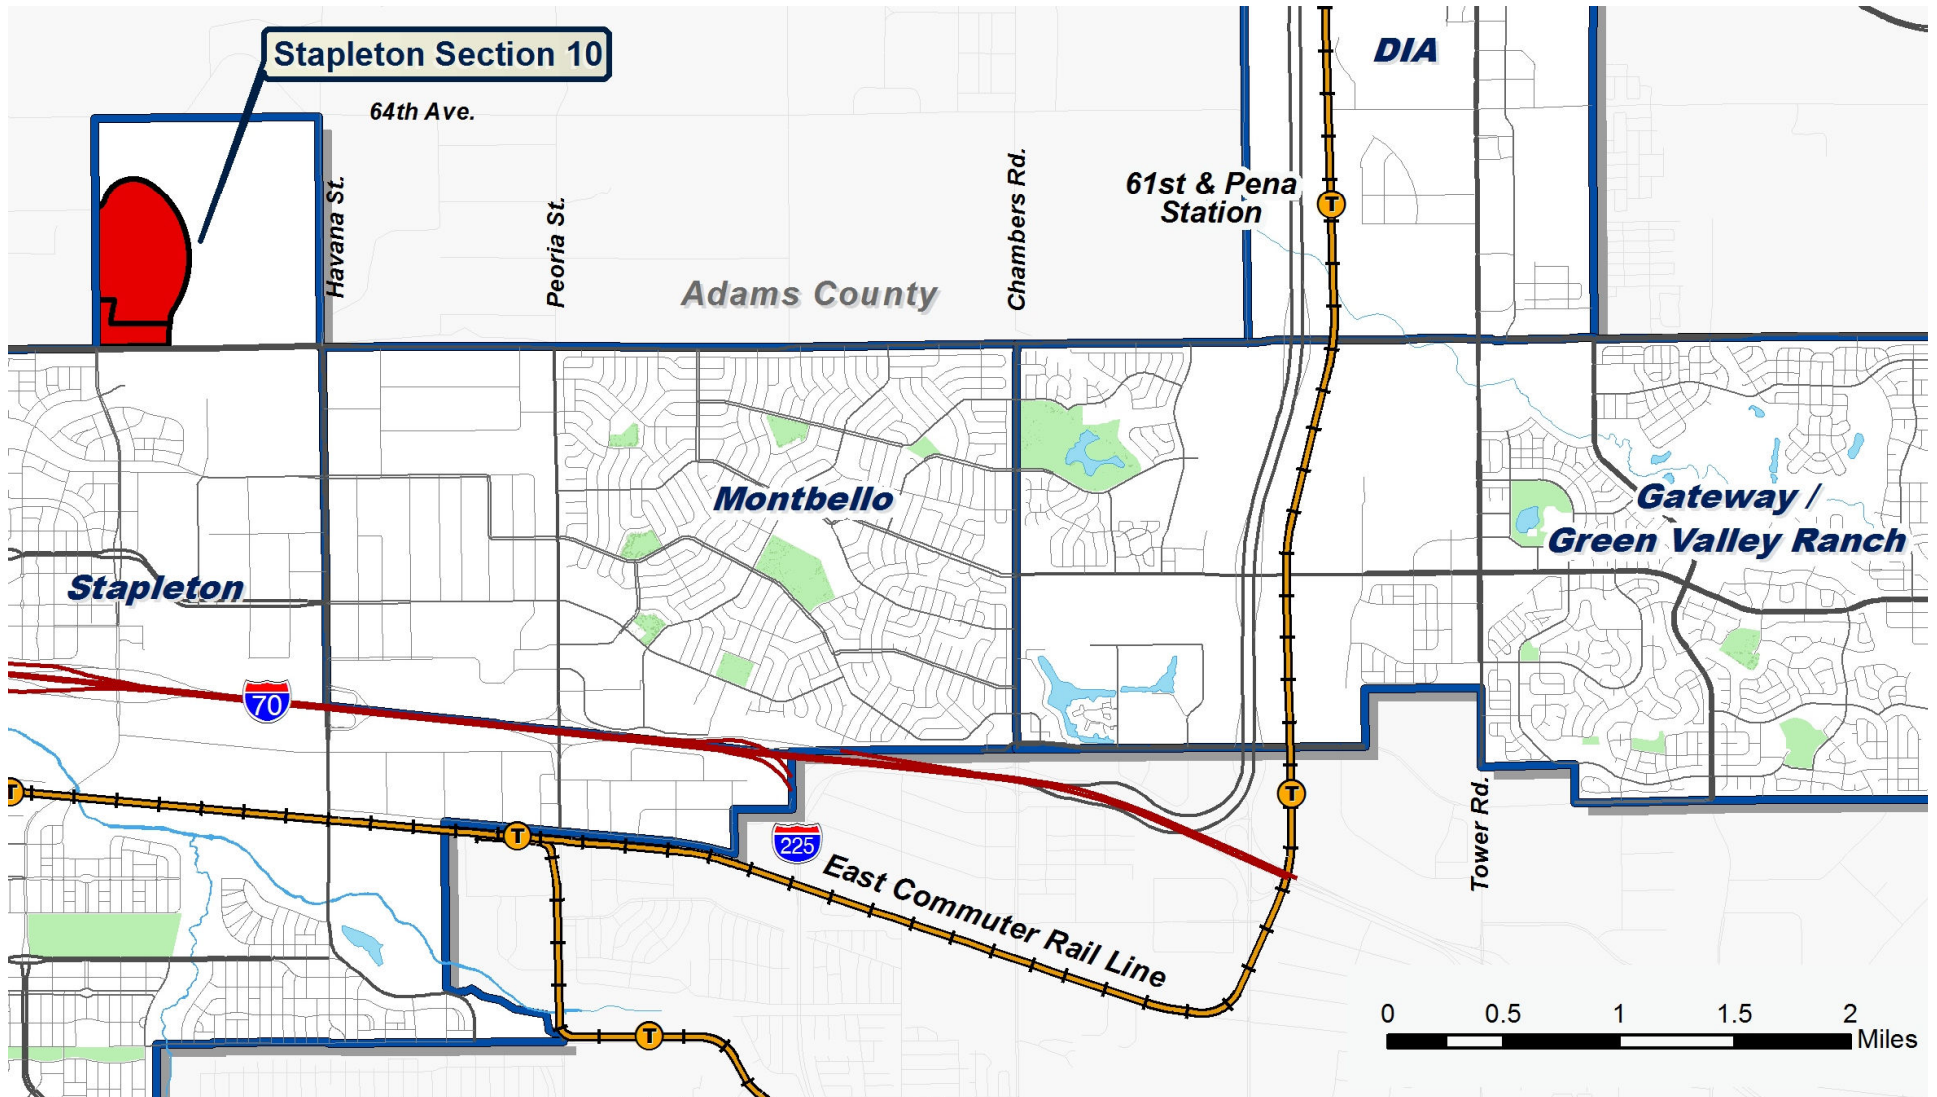 Stapleton Section 10
DIA
64th Ave.
Havana St.
Peoria St.
Chambers Rd.
61st & Pena
Station
T
Adams County
Montbello
Gateway /
Green Valley Ranch
Stapleton
70
T
T
T
225
East Commuter Rail Line
Tower Rd.
T
0 0.5 1 1.5 2
Miles